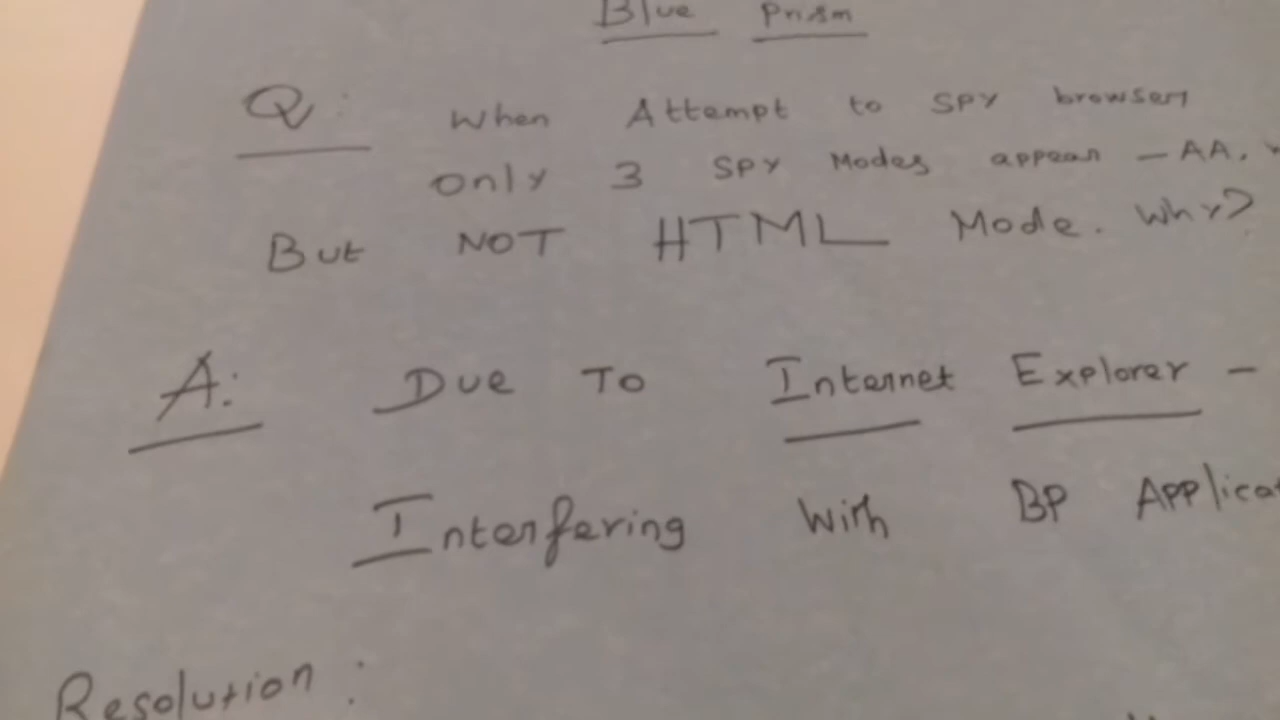 Blue Prism
Q: When Attempt to SPY browser
only 3 SPY Modes appear – AA,
But NOT HTML Mode. Why?
A: Due To Internet Explorer –
Interfering With BP Applicat
Resolution: